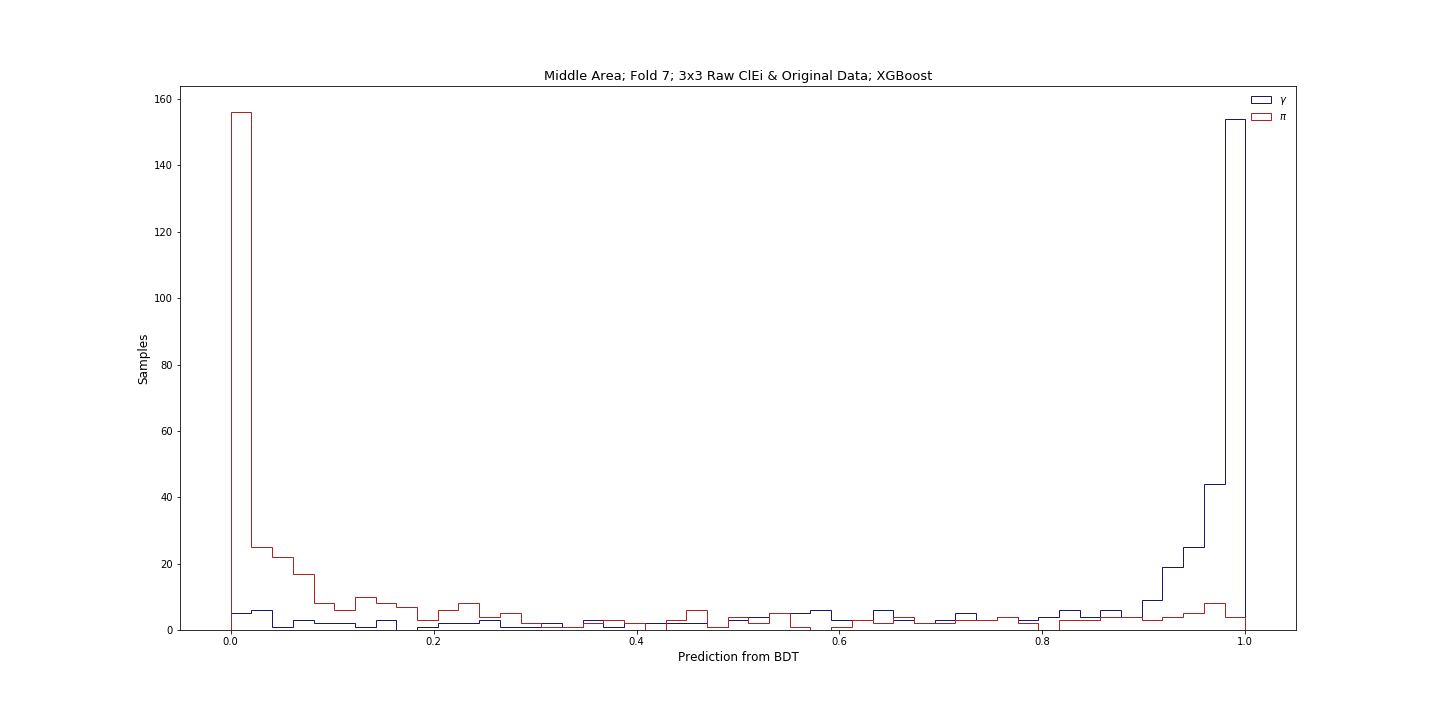 Middle Area; Fold 7; 3x3 Raw ClEi & Original Data; XGBoost
γ
π
160
140
120
100
80
60
40
20
0
Samples
0.0 0.2 0.4 0.6 0.8 1.0
Prediction from BDT